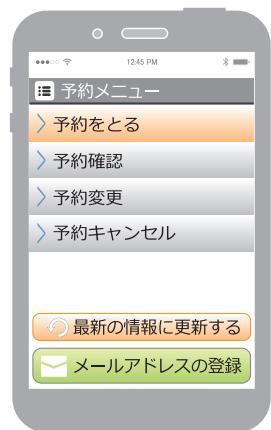 12:45 PM
予約メニュー
予約をとる
予約確認
予約変更
予約キャンセル
最新の情報に更新する
メールアドレスの登録